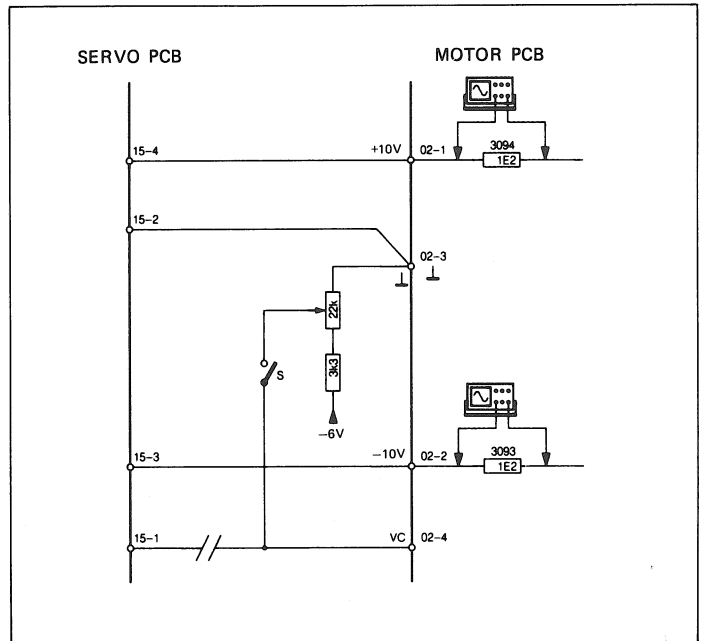 SERVO PCB
MOTOR PCB
15-4
+10V
02-1
3094
1E2
15-2
02-3
22k
S
3k3
-6V
15-3
-10V
02-2
3093
1E2
15-1
VC
02-4